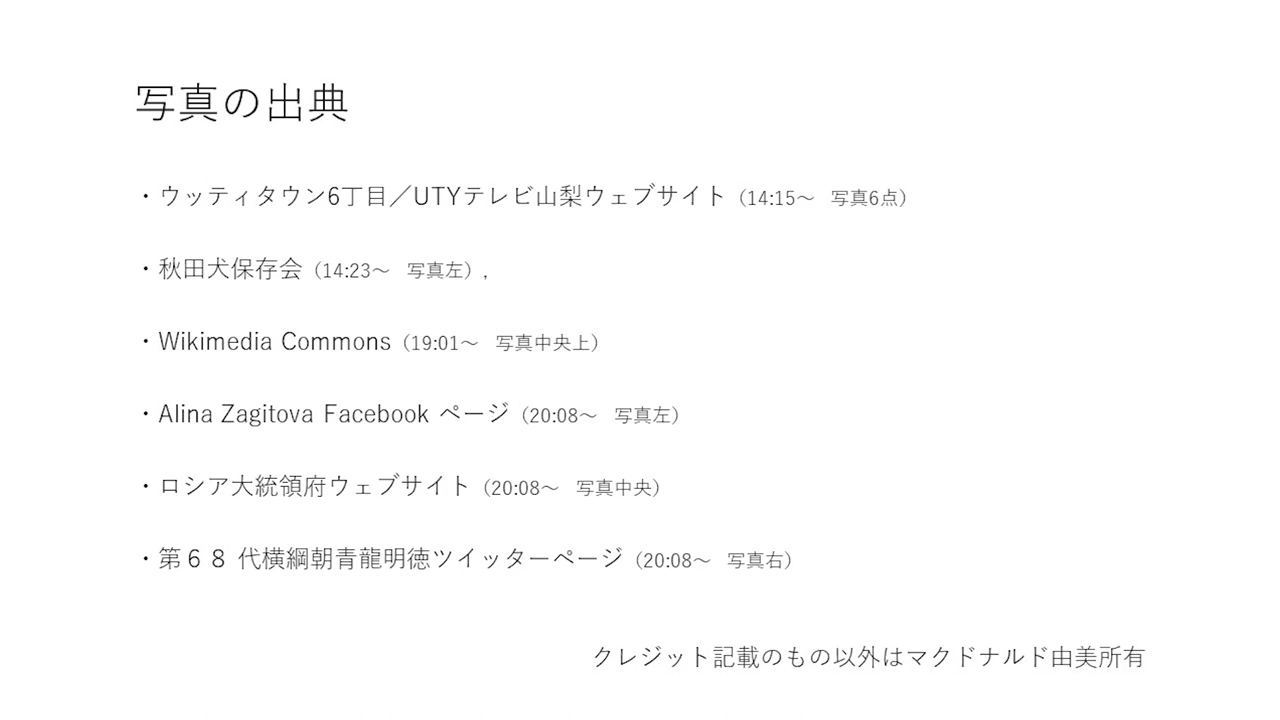 写真の出典
・ウッティタウン6丁目／UTYテレビ山梨ウェブサイト（14:15～　写真6点）
・秋田犬保存会（14:23～　写真左）,
・Wikimedia Commons（19:01～　写真中央上）
・Alina Zagitova Facebook ページ（20:08～　写真左）
・ロシア大統領府ウェブサイト（20:08～　写真中央）
・第６８ 代横綱朝青龍明徳ツイッターページ（20:08～　写真右）
クレジット記載のもの以外はマクドナルド由美所有